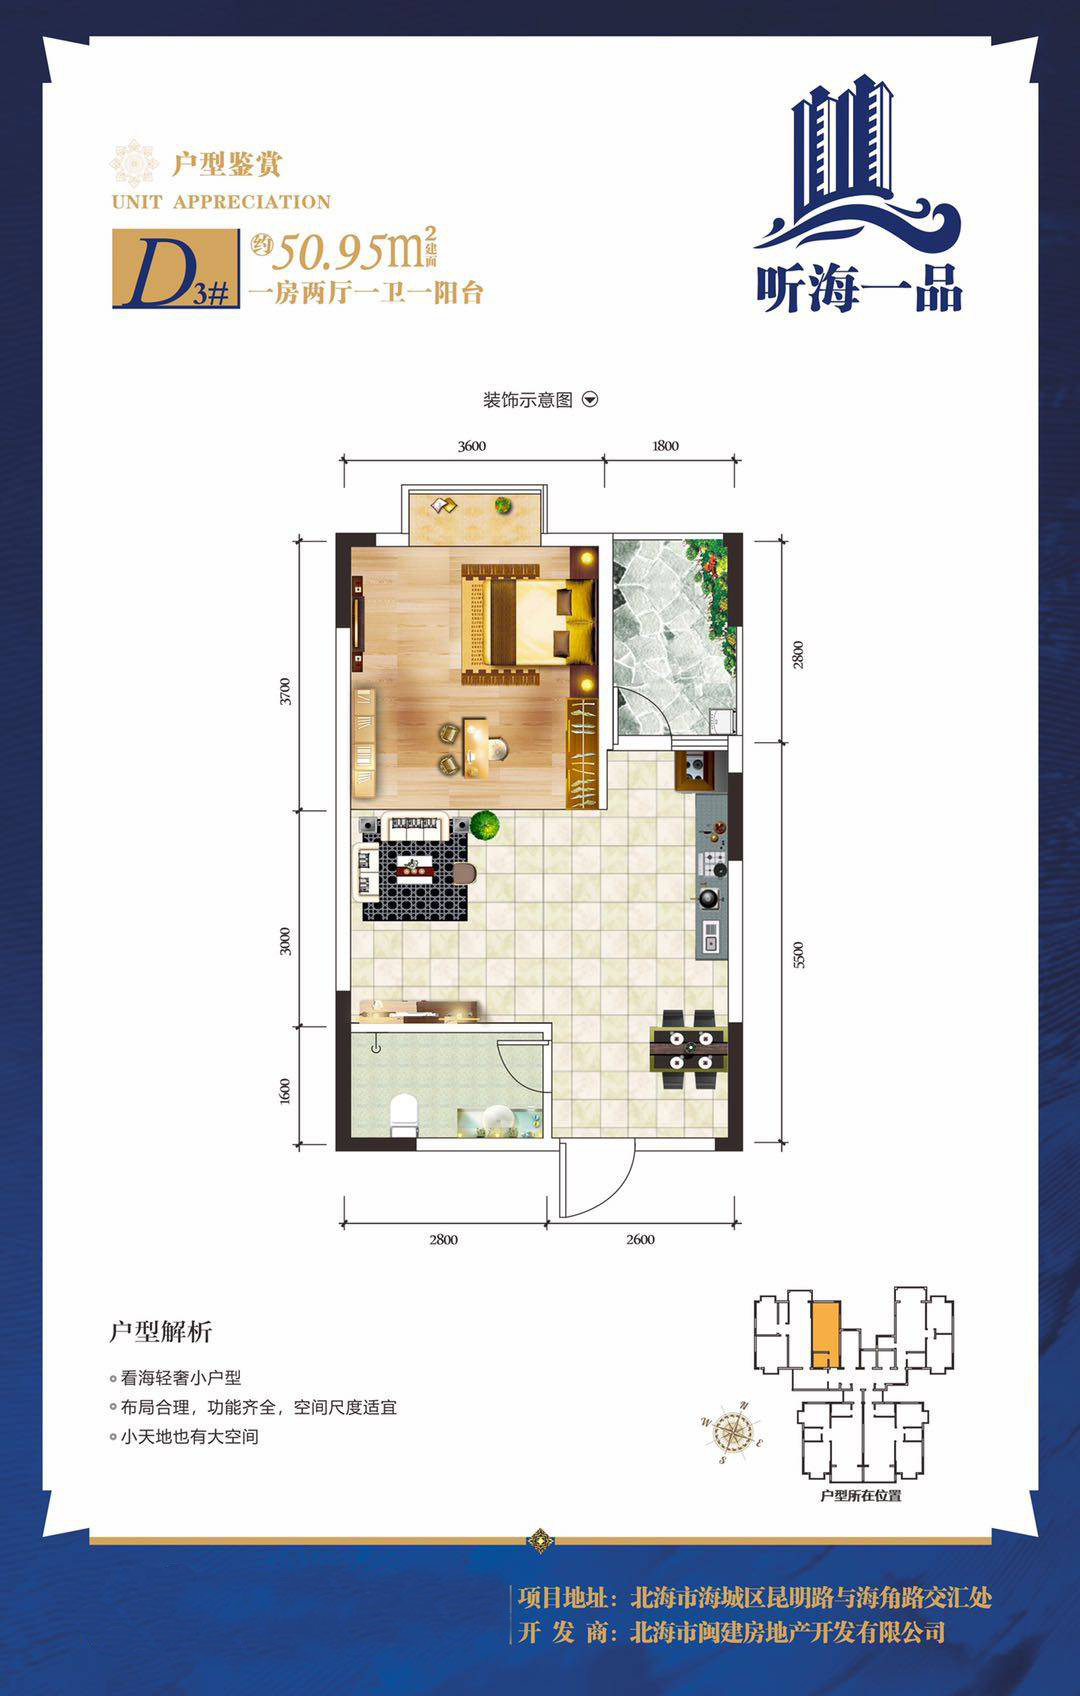 户型鉴赏
UNIT APPRECIATION
D3# 约50.95m²建面
一房两厅一卫一阳台
听海一品
装饰示意图
3600 1800
3700
2800
3000
5500
1600
2800 2600
户型解析
看海轻奢小户型
布局合理，功能齐全，空间尺度适宜
小天地也有大空间
N
W
E
S
户型所在位置
项目地址：北海市海城区昆明路与海角路交汇处
开发商：北海市闽建房地产开发有限公司